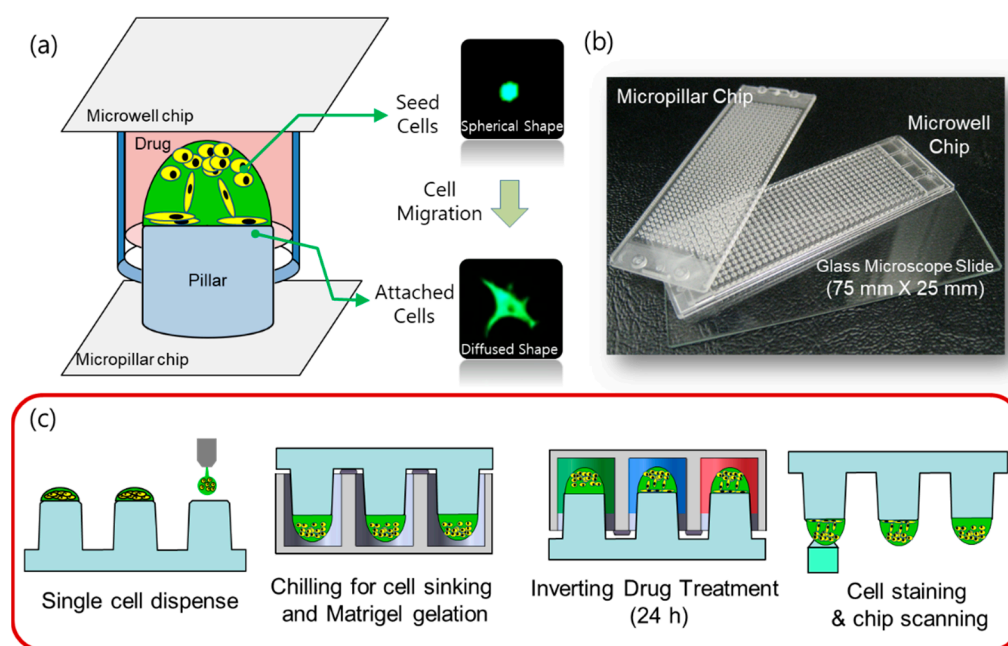 (a)
Microwell chip
Drug
Pillar
Micropillar chip
Seed
Cells
Spherical Shape
Cell
Migration
Attached
Cells
Diffused Shape
(b)
Micropillar Chip
Microwell
Chip
Glass Microscope Slide
(75 mm X 25 mm)
(c)
Single cell dispense
Chilling for cell sinking
and Matrigel gelation
Inverting Drug Treatment
(24 h)
Cell staining
& chip scanning